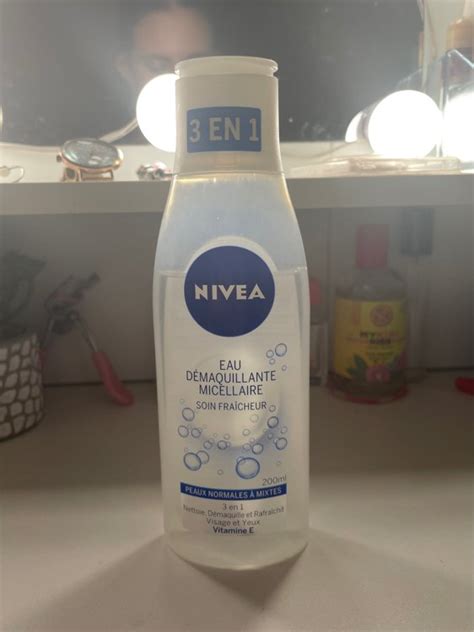 3 EN 1
NIVEA
EAU
DÉMAQUILLANTE
MICELLAIRE
SOIN FRAÎCHEUR
200ml
PEAUX NORMALES À MIXTES
3 en 1
Nettoie, Démaquille et Rafraîchit
Visage et Yeux
Vitamine E